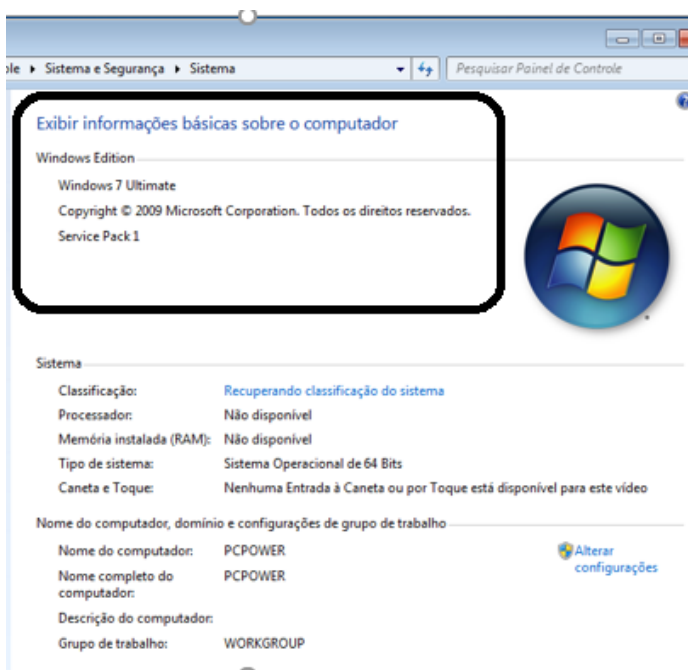 ole ▸ Sistema e Segurança ▸ Sistema
Pesquisar Painel de Controle
Exibir informações básicas sobre o computador
Windows Edition
Windows 7 Ultimate
Copyright © 2009 Microsoft Corporation. Todos os direitos reservados.
Service Pack 1
Sistema
Classificação: Recuperando classificação do sistema
Processador: Não disponível
Memória instalada (RAM): Não disponível
Tipo de sistema: Sistema Operacional de 64 Bits
Caneta e Toque: Nenhuma Entrada à Caneta ou por Toque está disponível para este vídeo
Nome do computador, domínio e configurações de grupo de trabalho
Nome do computador: PCPOWER
Alterar
configurações
Nome completo do
computador: PCPOWER
Descrição do computador:
Grupo de trabalho: WORKGROUP